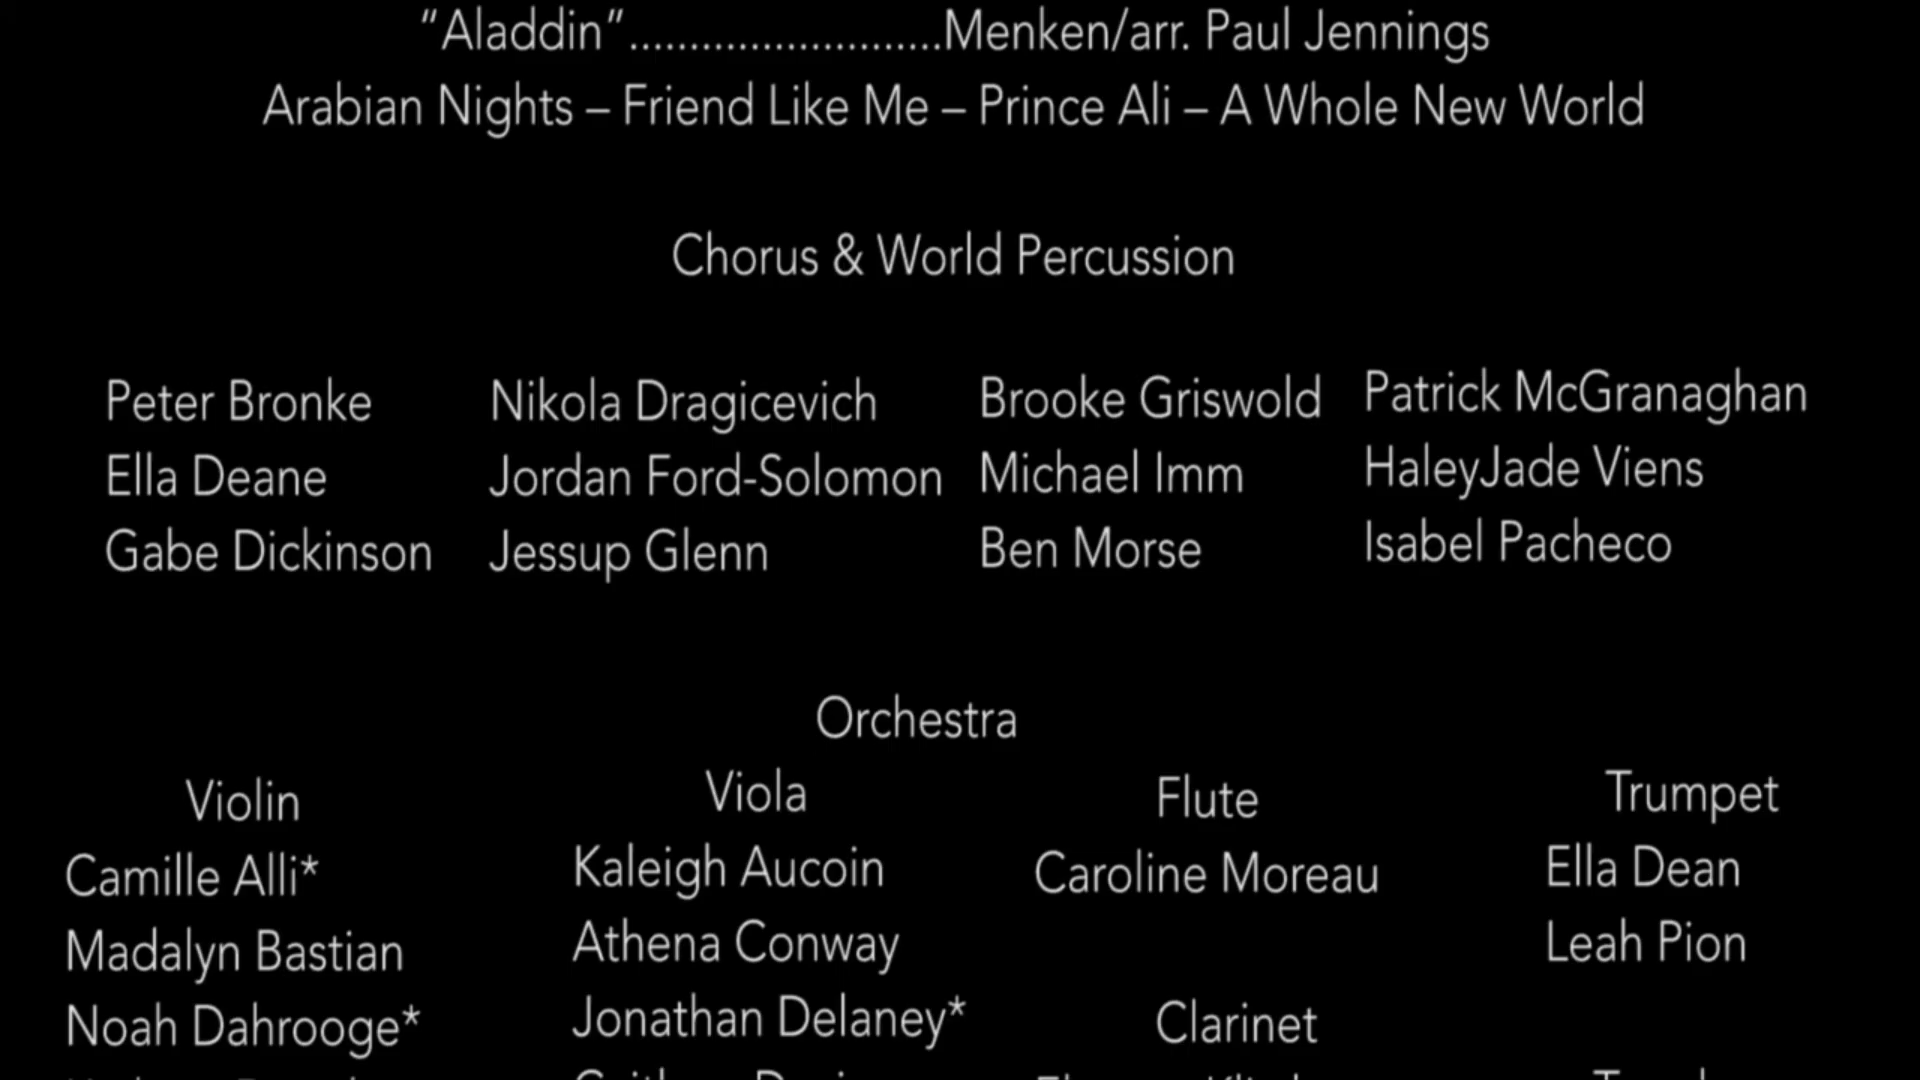 “Aladdin”..........................Menken/arr. Paul Jennings
Arabian Nights – Friend Like Me – Prince Ali – A Whole New World
Chorus & World Percussion
Peter Bronke Nikola Dragicevich Brooke Griswold Patrick McGranaghan
Ella Deane Jordan Ford-Solomon Michael Imm HaleyJade Viens
Gabe Dickinson Jessup Glenn Ben Morse Isabel Pacheco
Orchestra
Violin Viola Flute Trumpet
Camille Alli* Kaleigh Aucoin Caroline Moreau Ella Dean
Madalyn Bastian Athena Conway Leah Pion
Noah Dahrooge* Jonathan Delaney* Clarinet